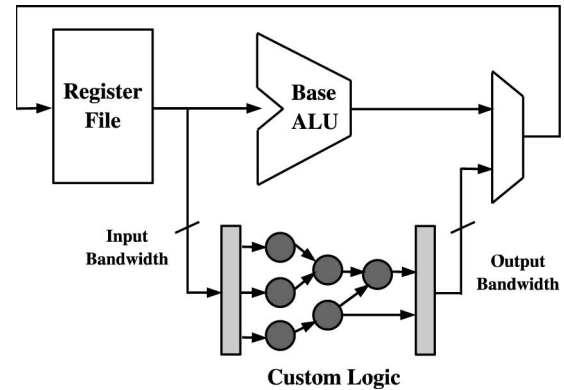 Register
File
Base
ALU
Input
Bandwidth
Output
Bandwidth
Custom Logic